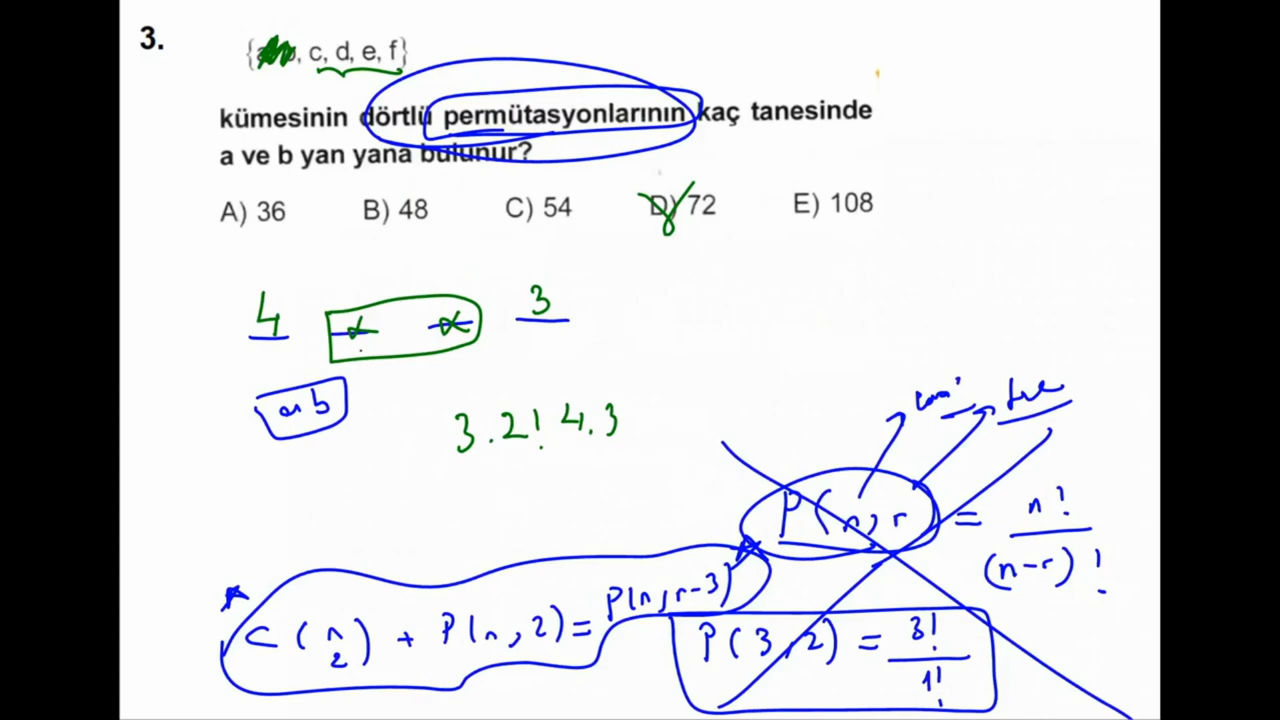 3.
{a, b, c, d, e, f}
kümesinin dörtlü permütasyonlarının kaç tanesinde
a ve b yan yana bulunur?
A) 36 B) 48 C) 54 D) 72 E) 108
4 3
a b
3 . 2! 4 . 3
P(n, r) = n! / (n-r)!
C(n 2) + P(n, 2) = P(n, r-3)
P(3, 2) = 3! / 1!